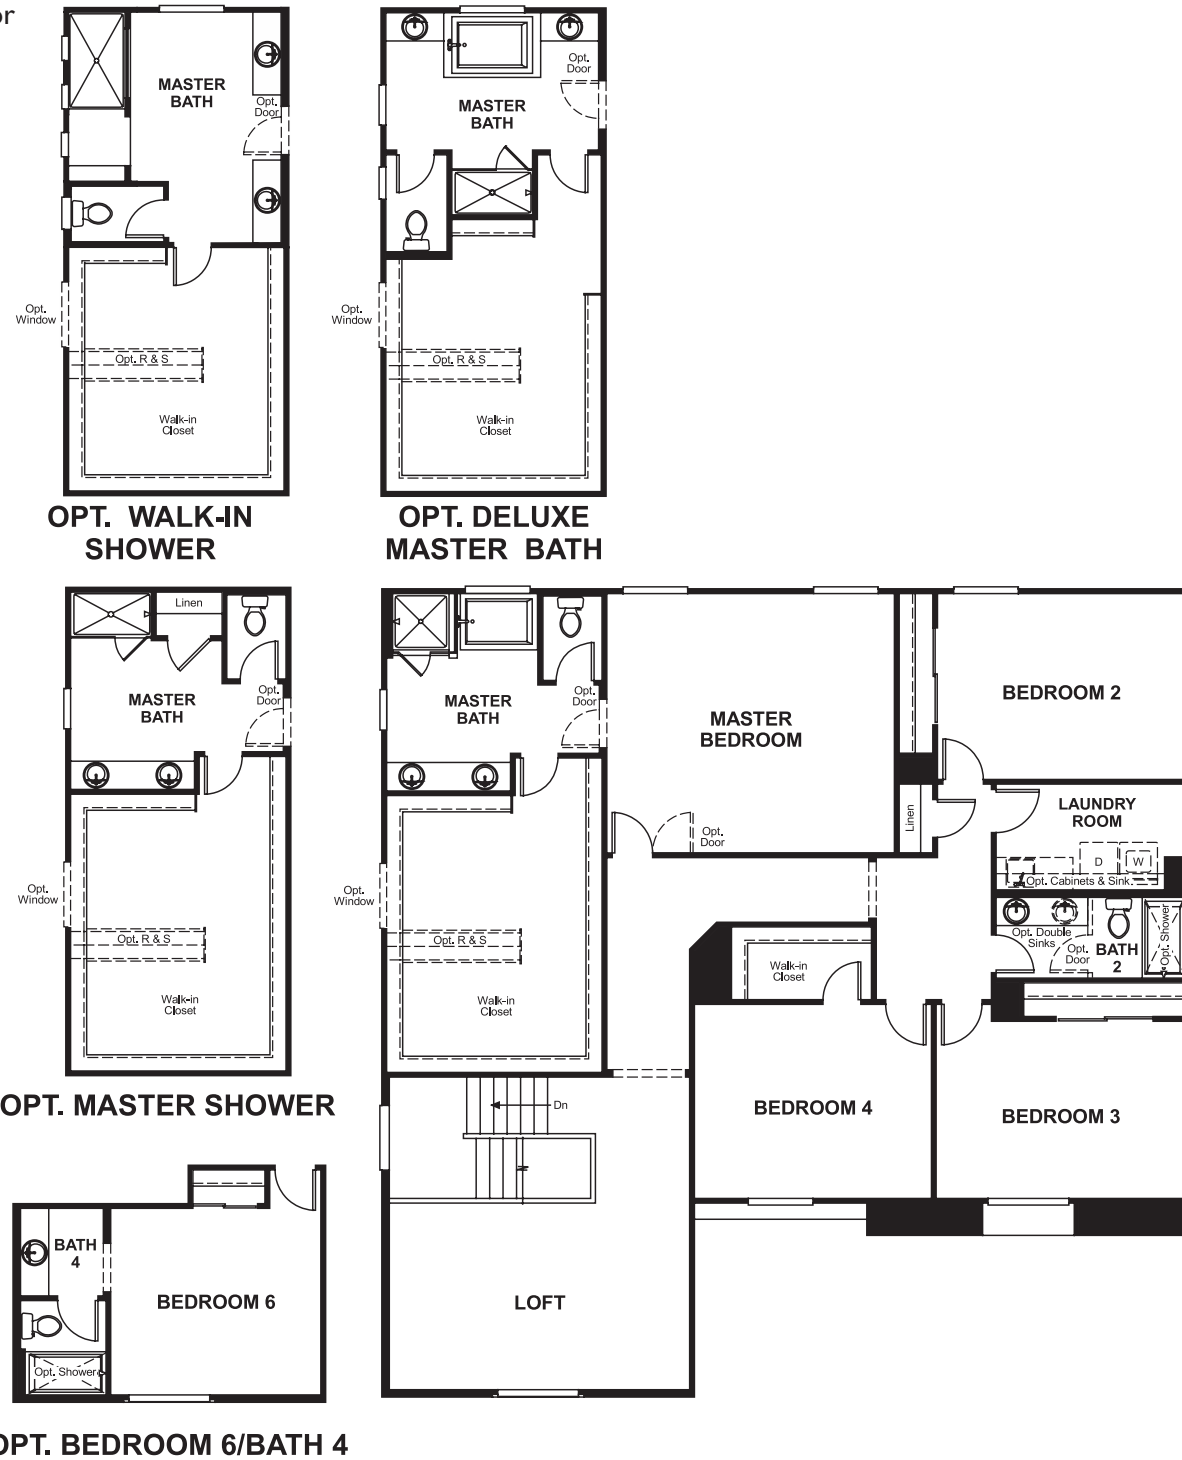 or
MASTER
BATH
Opt.
Door
Opt.
Window
Opt. R & S
Walk-in
Closet
OPT. WALK-IN
SHOWER
Opt.
Door
MASTER
BATH
Opt.
Window
Opt. R & S
Walk-in
Closet
OPT. DELUXE
MASTER BATH
Linen
MASTER
BATH
Opt.
Door
Opt.
Window
Opt. R & S
Walk-in
Closet
OPT. MASTER SHOWER
MASTER
BATH
Opt.
Door
Opt.
Window
Opt. R & S
Walk-in
Closet
MASTER
BEDROOM
Opt.
Door
Linen
BEDROOM 2
LAUNDRY
ROOM
D
W
Opt. Cabinets & Sink
Opt. Double
Sinks
Opt.
Door
BATH
2
Opt. Shower
Walk-in
Closet
BEDROOM 4
BEDROOM 3
Dn
LOFT
BATH
4
BEDROOM 6
Opt. Shower
OPT. BEDROOM 6/BATH 4